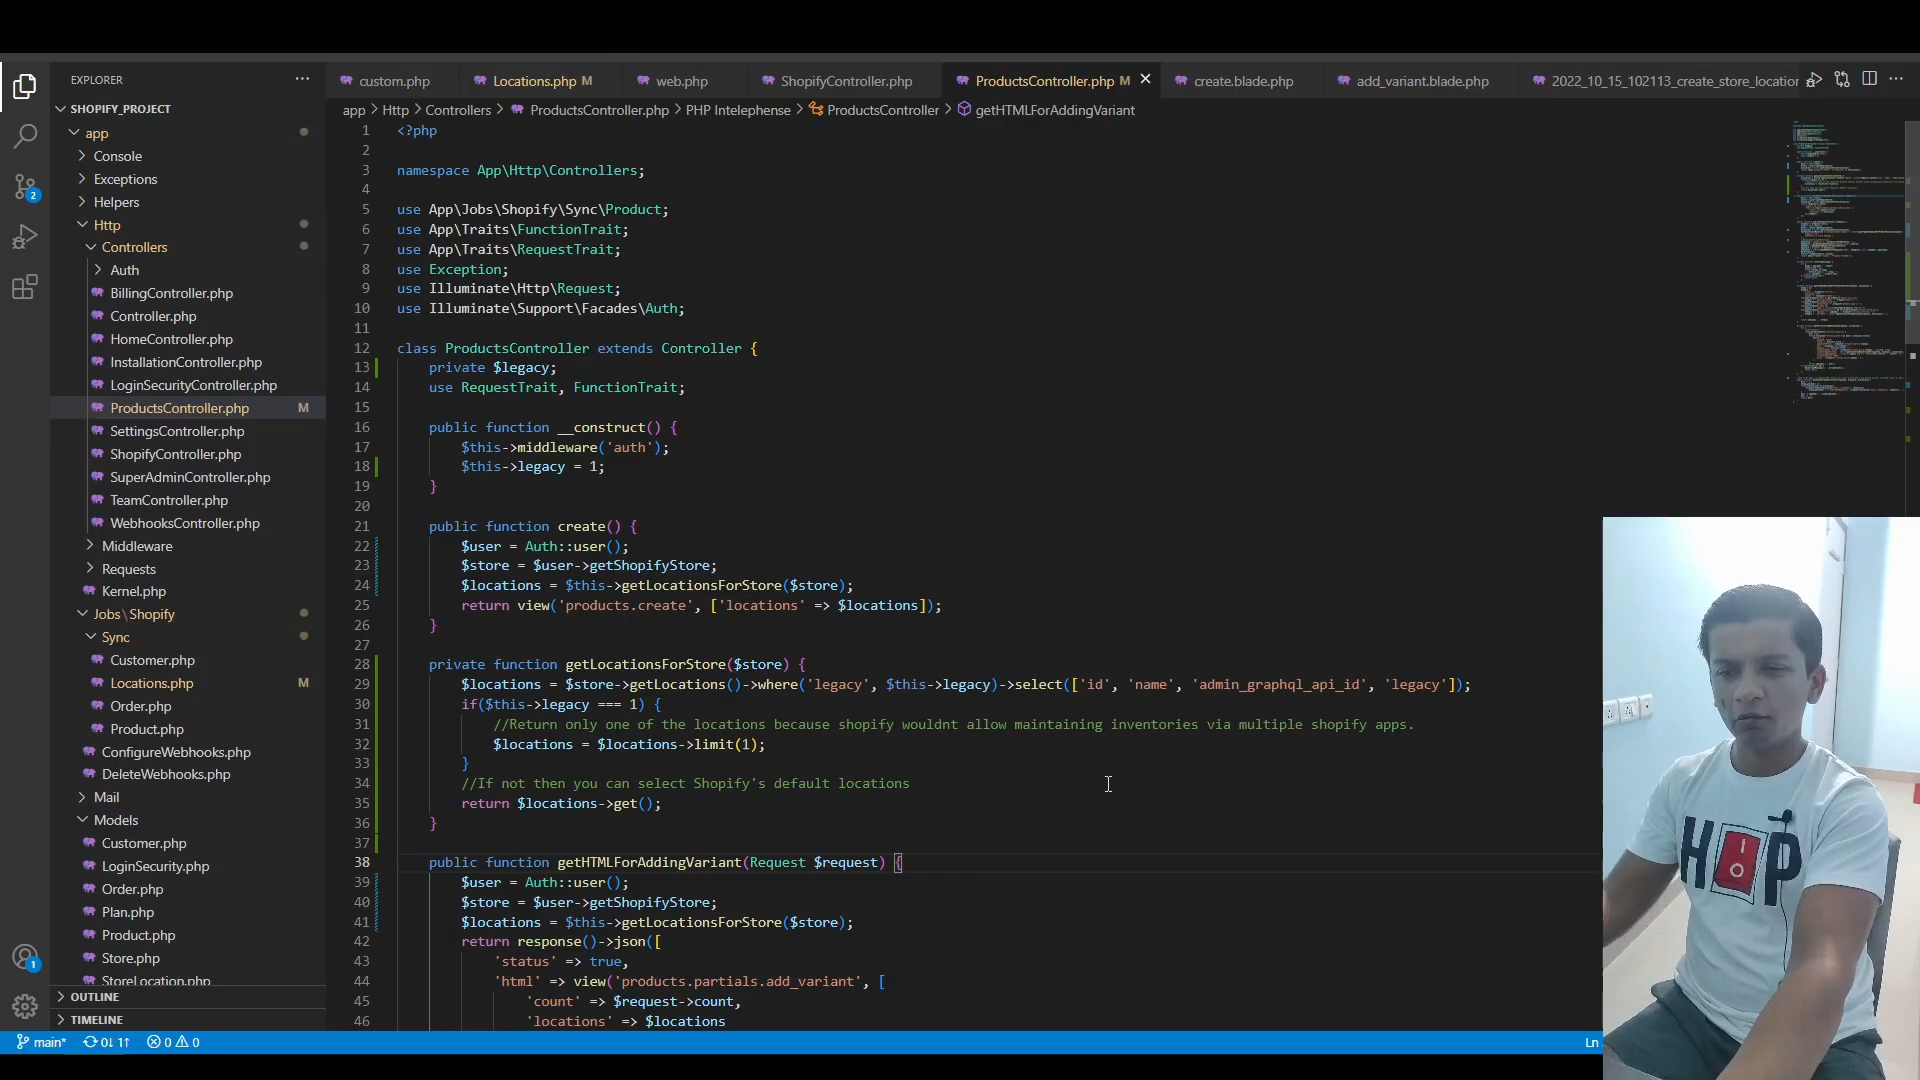 EXPLORER
SHOPIFY_PROJECT
app
Console
Exceptions
Helpers
Http
Controllers
Auth
BillingController.php
Controller.php
HomeController.php
InstallationController.php
LoginSecurityController.php
ProductsController.php M
SettingsController.php
ShopifyController.php
SuperAdminController.php
TeamController.php
WebhooksController.php
Middleware
Requests
Kernel.php
Jobs\Shopify
Sync
Customer.php
Locations.php M
Order.php
Product.php
ConfigureWebhooks.php
DeleteWebhooks.php
Mail
Models
Customer.php
LoginSecurity.php
Order.php
Plan.php
Product.php
Store.php
StoreLocation.php
OUTLINE
TIMELINE
2
1
custom.php Locations.php M web.php ShopifyController.php ProductsController.php M create.blade.php add_variant.blade.php 2022_10_15_102113_create_store_location
app > Http > Controllers > ProductsController.php > PHP Intelephense > ProductsController > getHTMLForAddingVariant
1 <?php
2
3 namespace App\Http\Controllers;
4
5 use App\Jobs\Shopify\Sync\Product;
6 use App\Traits\FunctionTrait;
7 use App\Traits\RequestTrait;
8 use Exception;
9 use Illuminate\Http\Request;
10 use Illuminate\Support\Facades\Auth;
11
12 class ProductsController extends Controller {
13 private $legacy;
14 use RequestTrait, FunctionTrait;
15
16 public function __construct() {
17 $this->middleware('auth');
18 $this->legacy = 1;
19 }
20
21 public function create() {
22 $user = Auth::user();
23 $store = $user->getShopifyStore;
24 $locations = $this->getLocationsForStore($store);
25 return view('products.create', ['locations' => $locations]);
26 }
27
28 private function getLocationsForStore($store) {
29 $locations = $store->getLocations()->where('legacy', $this->legacy)->select(['id', 'name', 'admin_graphql_api_id', 'legacy']);
30 if($this->legacy === 1) {
31 //Return only one of the locations because shopify wouldnt allow maintaining inventories via multiple shopify apps.
32 $locations = $locations->limit(1);
33 }
34 //If not then you can select Shopify's default locations
35 return $locations->get();
36 }
37
38 public function getHTMLForAddingVariant(Request $request) {
39 $user = Auth::user();
40 $store = $user->getShopifyStore;
41 $locations = $this->getLocationsForStore($store);
42 return response()->json([
43 'status' => true,
44 'html' => view('products.partials.add_variant', [
45 'count' => $request->count,
46 'locations' => $locations
main* 0↓ 1↑ 0 0 Ln
HOP